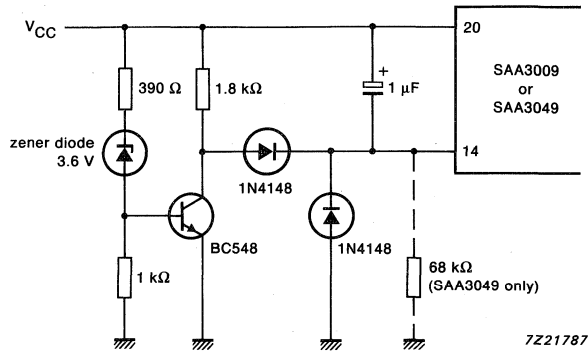 VCC
20
390 Ω
1.8 kΩ
+
1 μF
SAA3009
or
SAA3049
zener diode
3.6 V
14
1N4148
BC548
1N4148
1 kΩ
68 kΩ
(SAA3049 only)
7Z21787